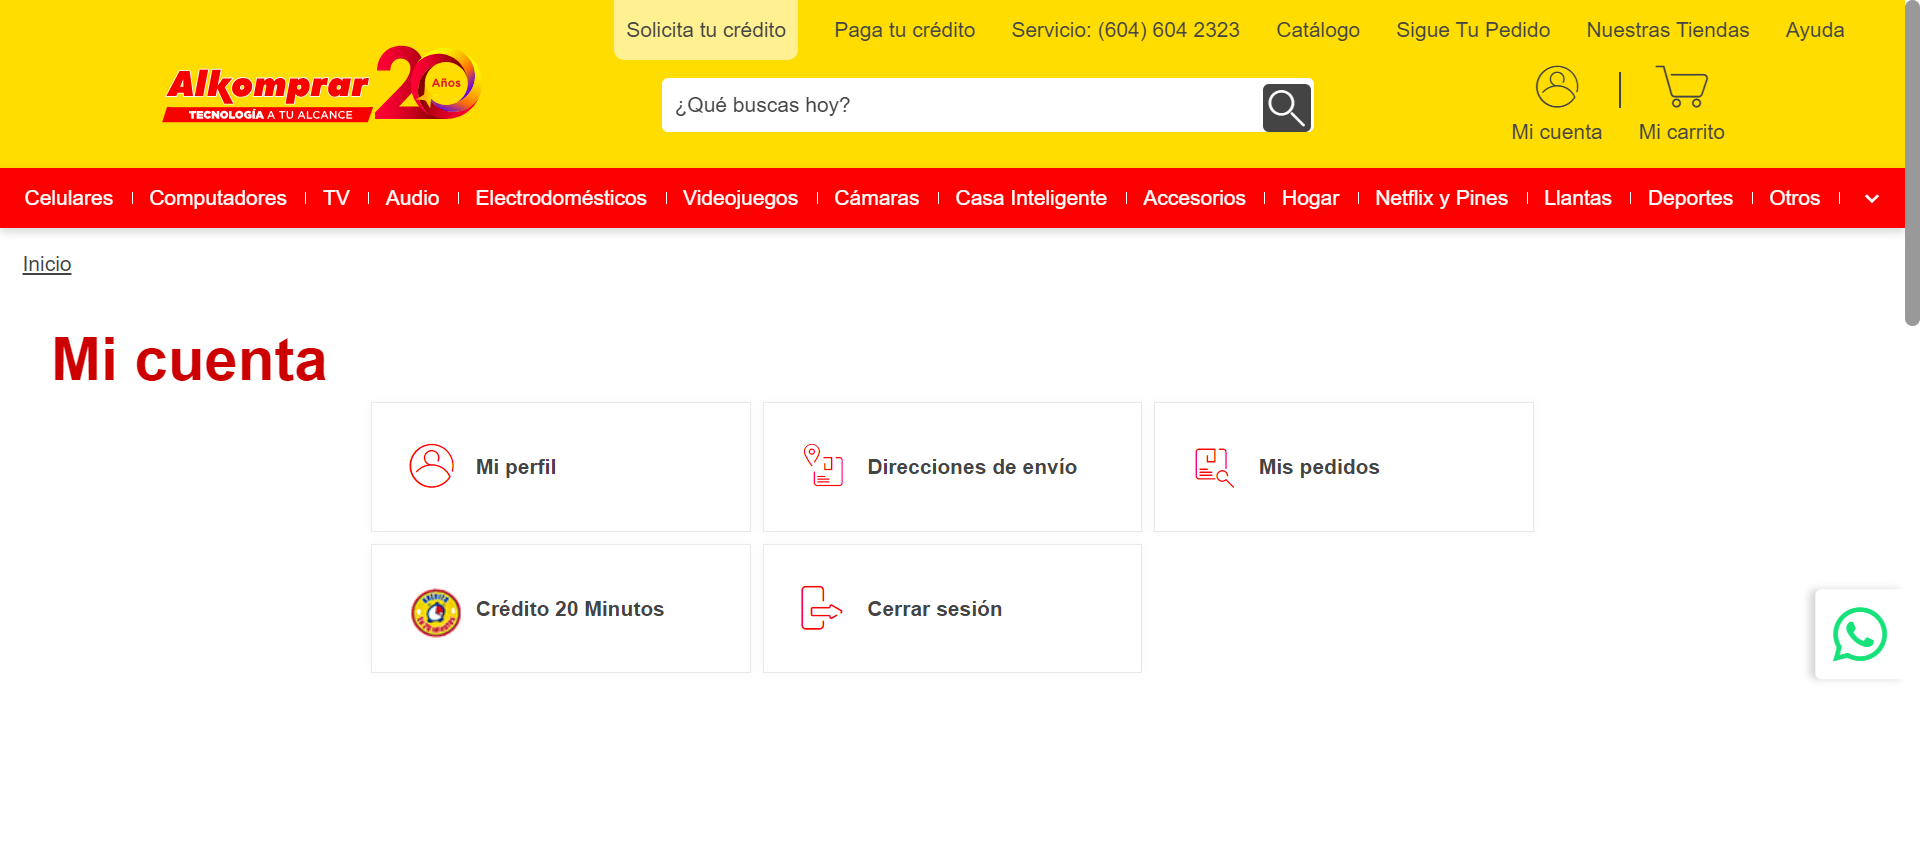 Solicita tu crédito
Paga tu crédito
Servicio: (604) 604 2323
Catálogo
Sigue Tu Pedido
Nuestras Tiendas
Ayuda
Alkomprar 20 Años
TECNOLOGÍA A TU ALCANCE
¿Qué buscas hoy?
Mi cuenta
Mi carrito
Celulares
Computadores
TV
Audio
Electrodomésticos
Videojuegos
Cámaras
Casa Inteligente
Accesorios
Hogar
Netflix y Pines
Llantas
Deportes
Otros
Inicio
Mi cuenta
Mi perfil
Direcciones de envío
Mis pedidos
Crédito 20 Minutos
Cerrar sesión